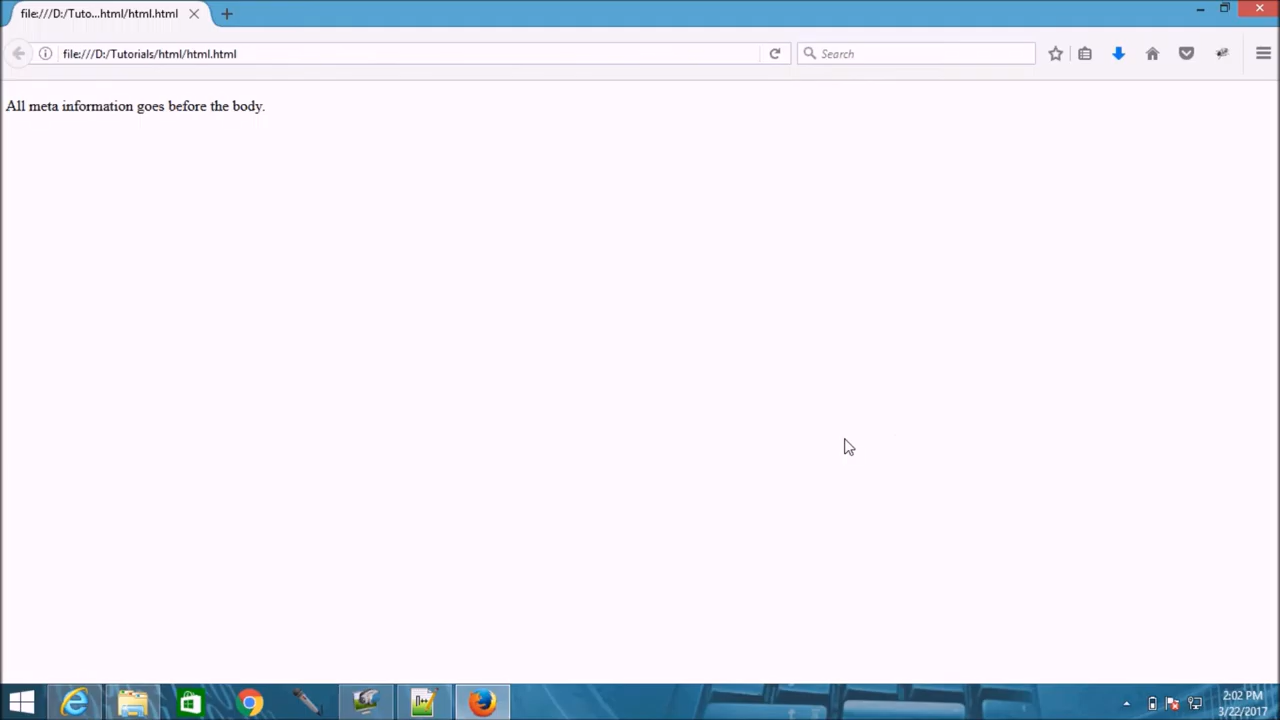 file:///D:/Tuto...html/html.html
file:///D:/Tutorials/html/html.html
Search
All meta information goes before the body.
2:02 PM
3/22/2017